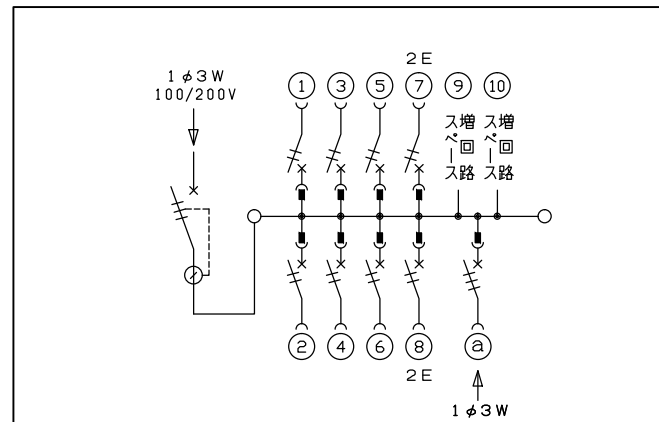 2E
1φ3W
100/200V
① ③ ⑤ ⑦ ⑨ ⑩
増回路
スペース
増回路
スペース
② ④ ⑥ ⑧ ⓐ
2E
1φ3W